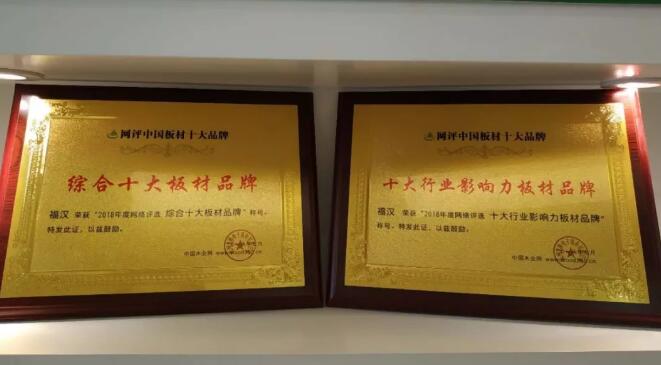 网评中国板材十大品牌
综合十大板材品牌
福汉 荣获“2018年度网络评选 综合十大板材品牌”称号。
特发此证，以兹鼓励。
中国木业网
网评中国板材十大品牌
十大行业影响力板材品牌
福汉 荣获“2018年度网络评选 十大行业影响力板材品牌”
称号。特发此证，以兹鼓励。
中国木业网